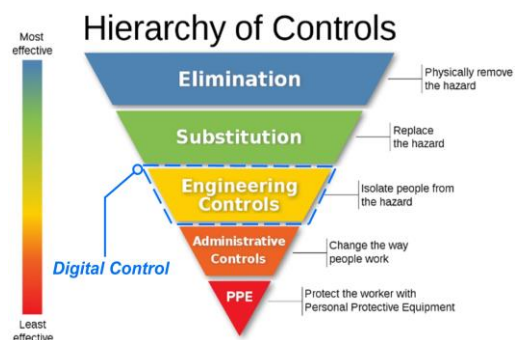 Hierarchy of Controls
Most
effective
Elimination
Physically remove
the hazard
Substitution
Replace
the hazard
Engineering
Controls
Isolate people from
the hazard
Digital Control
Administrative
Controls
Change the way
people work
PPE
Protect the worker with
Personal Protective Equipment
Least
effective